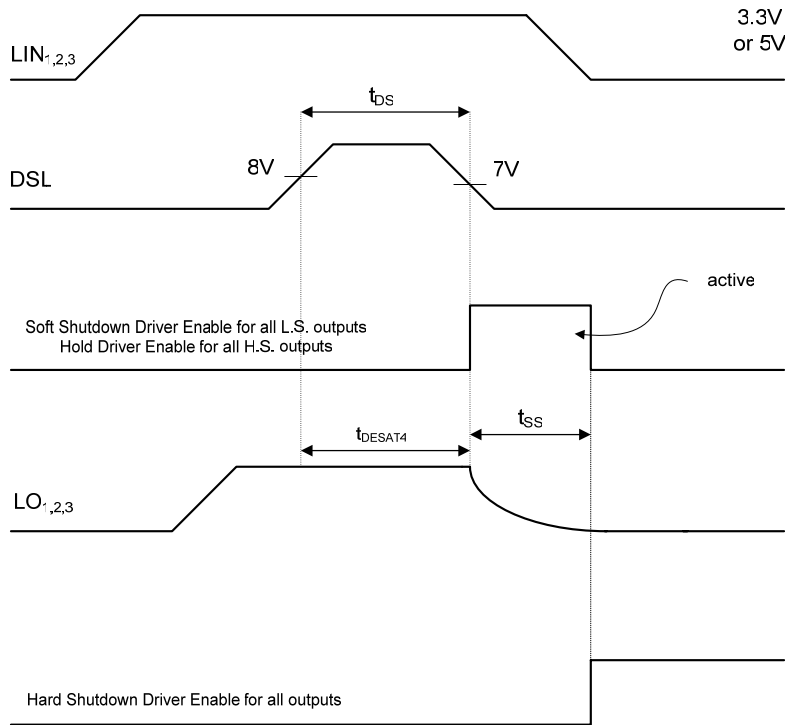 3.3V
or 5V
LIN1,2,3
tDS
8V
7V
DSL
active
Soft Shutdown Driver Enable for all L.S. outputs
Hold Driver Enable for all H.S. outputs
tSS
tDESAT4
LO1,2,3
Hard Shutdown Driver Enable for all outputs